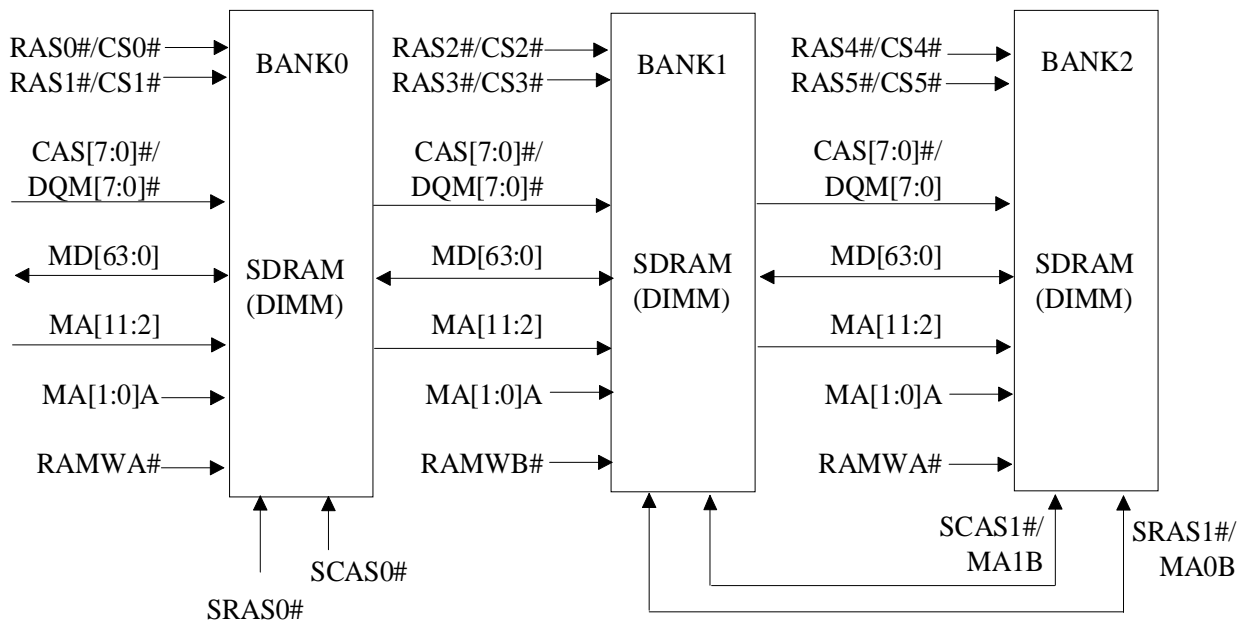 RAS0#/CS0#
RAS1#/CS1#
CAS[7:0]#/
DQM[7:0]#
MD[63:0]
MA[11:2]
MA[1:0]A
RAMWA#
BANK0
SDRAM
(DIMM)
SRAS0#
SCAS0#
RAS2#/CS2#
RAS3#/CS3#
CAS[7:0]#/
DQM[7:0]#
MD[63:0]
MA[11:2]
MA[1:0]A
RAMWB#
BANK1
SDRAM
(DIMM)
RAS4#/CS4#
RAS5#/CS5#
CAS[7:0]#/
DQM[7:0]
MD[63:0]
MA[11:2]
MA[1:0]A
RAMWA#
BANK2
SDRAM
(DIMM)
SCAS1#/
MA1B
SRAS1#/
MA0B